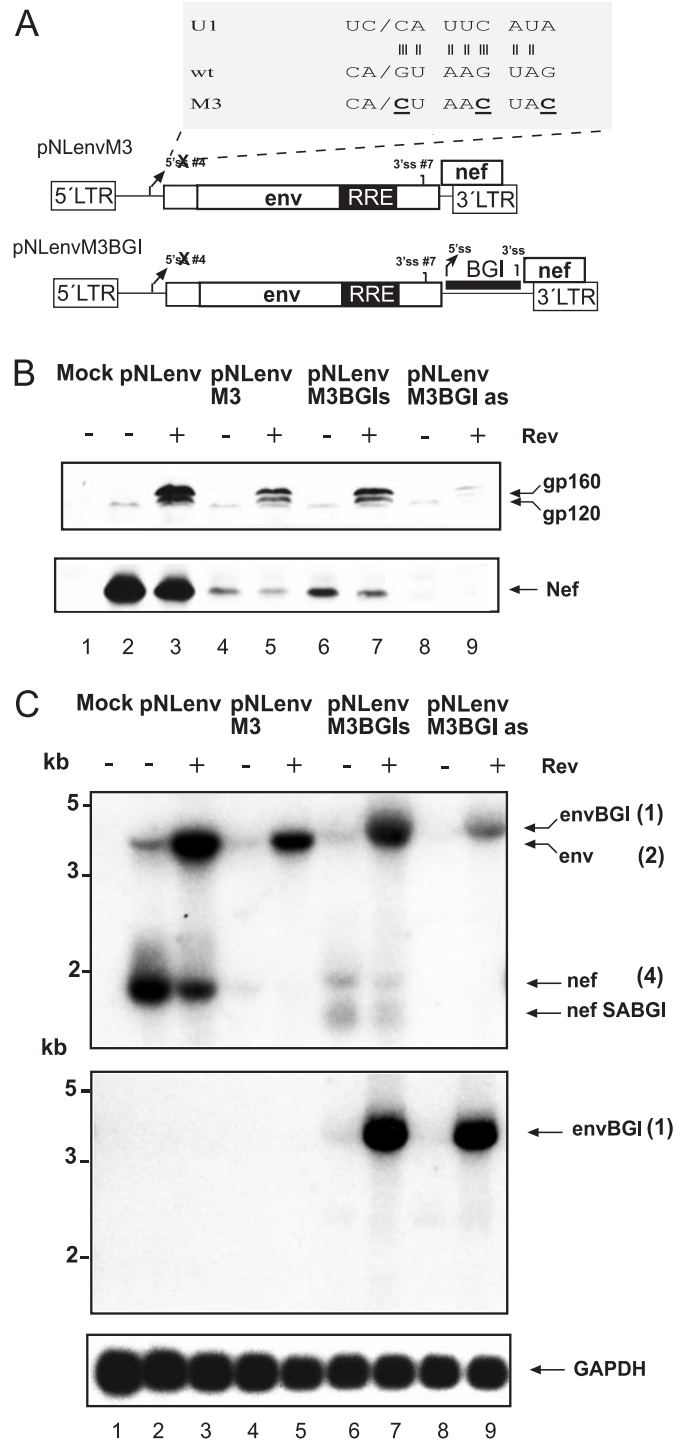 A
U1 UC/CA UUC AUA
wt CA/GU AAG UAG
M3 CA/CU AAC UAC
pNLenvM3
5'ss #4
X
3'ss #7
nef
5´LTR
env
RRE
3´LTR
pNLenvM3BGI
5'ss #4
X
3'ss #7
5'ss
3'ss
BGI
nef
5´LTR
env
RRE
3´LTR
B
Mock pNLenv pNLenv pNLenv pNLenv
M3 M3BGIs M3BGI as
- - + - + - + - + Rev
gp160
gp120
Nef
1 2 3 4 5 6 7 8 9
C
Mock pNLenv pNLenv pNLenv pNLenv
M3 M3BGIs M3BGI as
kb - - + - + - + - + Rev
5
envBGI (1)
env (2)
3
2
nef (4)
nef SABGI
kb
5
envBGI (1)
3
2
GAPDH
1 2 3 4 5 6 7 8 9